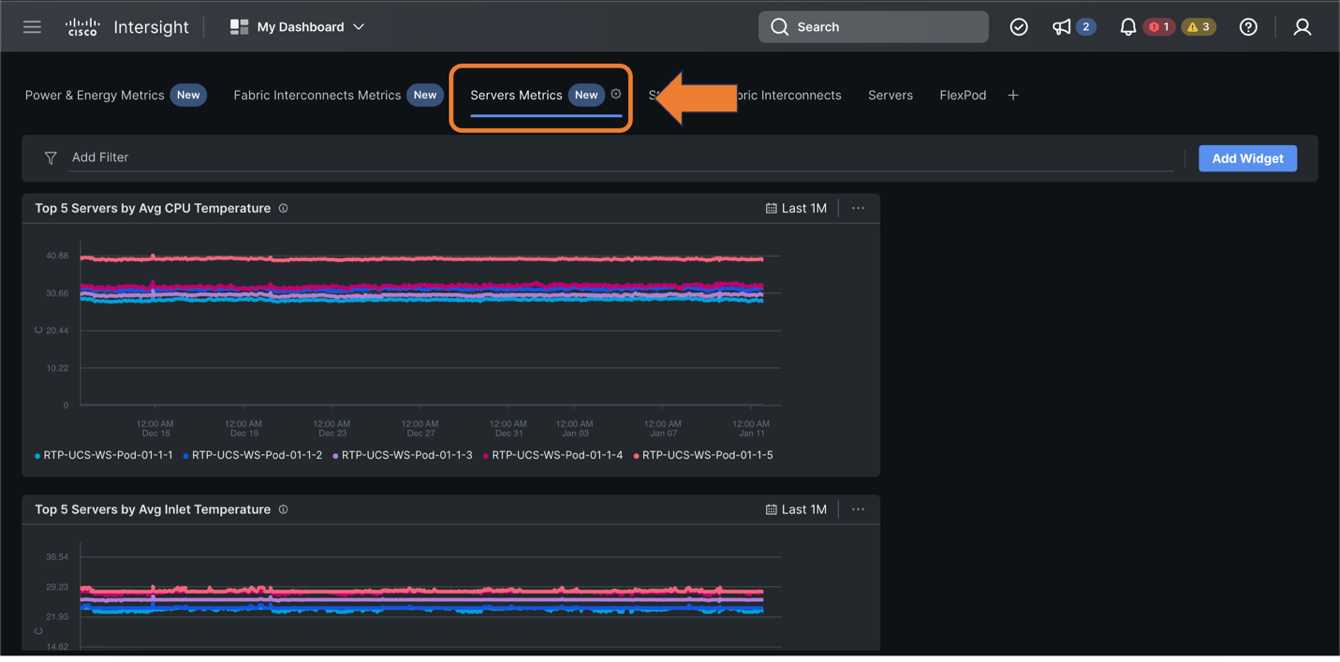 CISCO Intersight My Dashboard Search 2 1 3
Power & Energy Metrics New Fabric Interconnects Metrics New Servers Metrics New Interconnects Servers FlexPod +
Add Filter Add Widget
Top 5 Servers by Avg CPU Temperature Last 1M ...
40.88
30.66
C 20.44
10.22
0
12:00 AM 12:00 AM 12:00 AM 12:00 AM 12:00 AM 12:00 AM 12:00 AM 12:00 AM
Dec 15 Dec 19 Dec 23 Dec 27 Dec 31 Jan 03 Jan 07 Jan 11
RTP-UCS-WS-Pod-01-1-1 RTP-UCS-WS-Pod-01-1-2 RTP-UCS-WS-Pod-01-1-3 RTP-UCS-WS-Pod-01-1-4 RTP-UCS-WS-Pod-01-1-5
Top 5 Servers by Avg Inlet Temperature Last 1M ...
36.54
29.23
21.93
C
14.62